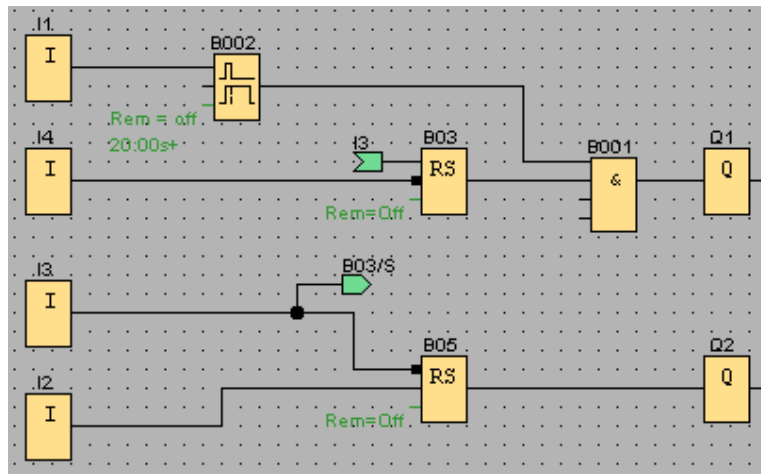 I1
I
B002
Rem = off
20:00s+
I4
I
I3
B03
RS
Rem=Off
B001
&
Q1
Q
I3
I
B03/S
B05
RS
Rem=Off
Q2
Q
I2
I